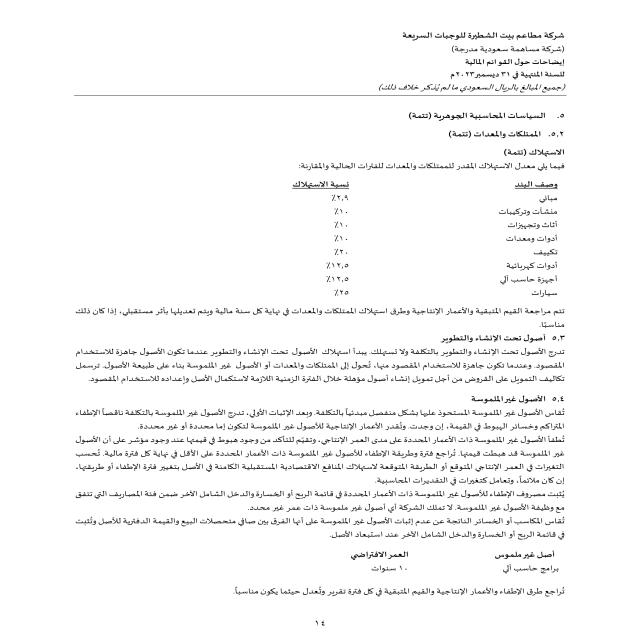 شركة مطاعم بيت الشطيرة للوجبات السريعة
(شركة مساهمة سعودية مدرجة)
إيضاحات حول القوائم المالية
للسنة المنتهية في ٣١ ديسمبر٢٠٢٣م
(جميع المبالغ بالريال السعودي مالم يُذكر خلاف ذلك)
٥. السياسات المحاسبية الجوهرية (تتمة)
٥,٢. الممتلكات والمعدات (تتمة)
الاستهلاك (تتمة)
فيما يلي معدل الاستهلاك المقدر للممتلكات والمعدات للفترات الحالية والمقارنة:
وصف البند نسبة الاستهلاك
مباني ٢,٩٪
منشآت وتركيبات ١٠٪
أثاث وتجهيزات ١٠٪
أدوات ومعدات ١٠٪
تكييف ٢٠٪
أدوات كهربائية ١٢,٥٪
أجهزة حاسب آلي ١٢,٥٪
سيارات ٢٥٪
تتم مراجعة القيم المتبقية والأعمار الإنتاجية وطرق استهلاك الممتلكات والمعدات في نهاية كل سنة مالية ويتم تعديلها بأثر مستقبلي، إذا كان ذلك
مناسبًا.
٥,٣ أصول تحت الإنشاء والتطوير
تدرج الأصول تحت الإنشاء والتطوير بالتكلفة ولا تستهلك. يبدأ استهلاك الأصول تحت الإنشاء والتطوير عندما تكون الأصول جاهزة للاستخدام
المقصود. وعندما تكون جاهزة للاستخدام المقصود منها، تُحول إلى الممتلكات والمعدات أو الأصول غير الملموسة بناء على طبيعة الأصول. ترسمل
تكاليف التمويل على القروض من أجل تمويل إنشاء أصول مؤهلة خلال الفترة الزمنية اللازمة لاستكمال الأصل وإعداده للاستخدام المقصود.
٥,٤ الأصول غير الملموسة
تُقاس الأصول غير الملموسة المستحوذ عليها بشكل منفصل مبدئياً بالتكلفة. وبعد الإثبات الأولي، تدرج الأصول غير الملموسة بالتكلفة ناقصاً الإطفاء
المتراكم وخسائر الهبوط في القيمة، إن وجدت. وتُقدر الأعمار الإنتاجية للأصول غير الملموسة لتكون إما محددة أو غير محددة.
تُطفأ الأصول غير الملموسة ذات الأعمار المحددة على مدى العمر الإنتاجي، وتقيّم للتأكد من وجود هبوط في قيمتها عند وجود مؤشر على أن الأصول
غير الملموسة قد هبطت قيمتها. تُراجع فترة وطريقة الإطفاء للأصول غير الملموسة ذات الأعمار المحددة على الأقل في نهاية كل فترة مالية. تُحسب
التغيرات في العمر الإنتاجي المتوقع أو الطريقة المتوقعة لاستهلاك المنافع الاقتصادية المستقبلية الكامنة في الأصل بتغيير فترة الإطفاء أو طريقتها،
إن كان ملائماً، وتعامل كتغيرات في التقديرات المحاسبية.
يُثبت مصروف الإطفاء للأصول غير الملموسة ذات الأعمار المحددة في قائمة الربح أو الخسارة والدخل الشامل الآخر ضمن فئة المصاريف التي تتفق
مع وظيفة الأصول غير الملموسة. لا تملك الشركة أي أصول غير ملموسة ذات عمر غير محدد.
تُقاس المكاسب أو الخسائر الناتجة عن عدم إثبات الأصول غير الملموسة على أنها الفرق بين صافي متحصلات البيع والقيمة الدفترية للأصل وتُثبت
في قائمة الربح أو الخسارة والدخل الشامل الآخر عند استبعاد الأصل.
أصل غير ملموس العمر الافتراضي
برامج حاسب آلي ١٠ سنوات
تُراجع طرق الإطفاء والأعمار الإنتاجية والقيم المتبقية في كل فترة تقرير وتُعدل حيثما يكون مناسباً.
١٤